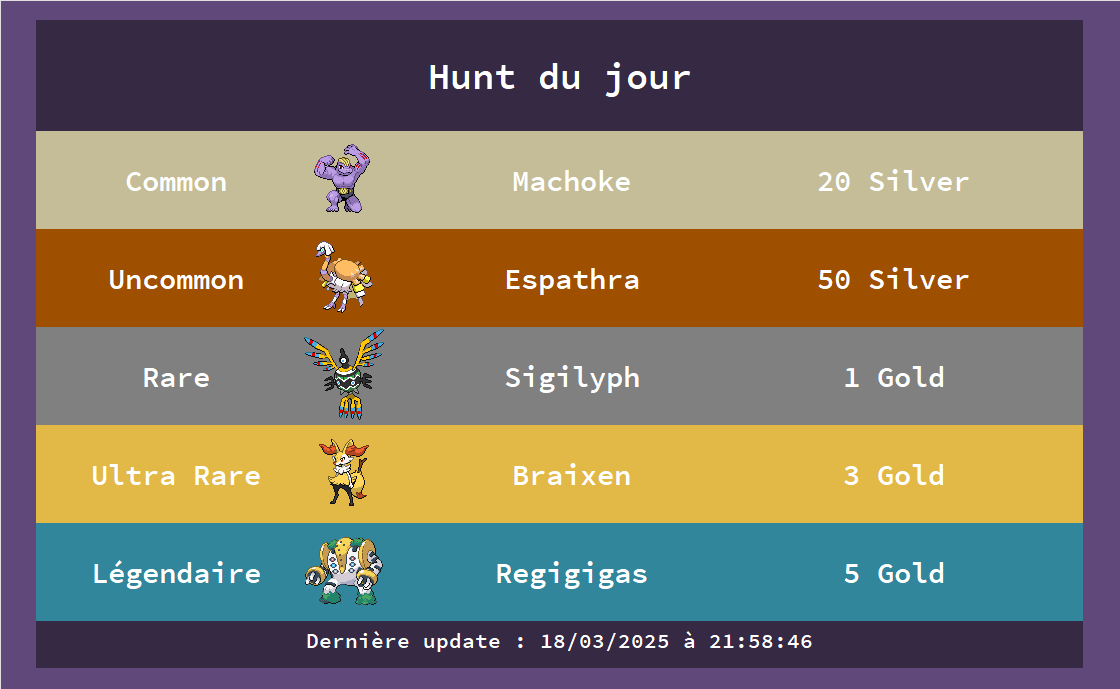 Hunt du jour
Common Machoke 20 Silver
Uncommon Espathra 50 Silver
Rare Sigilyph 1 Gold
Ultra Rare Braixen 3 Gold
Légendaire Regigigas 5 Gold
Dernière update : 18/03/2025 à 21:58:46